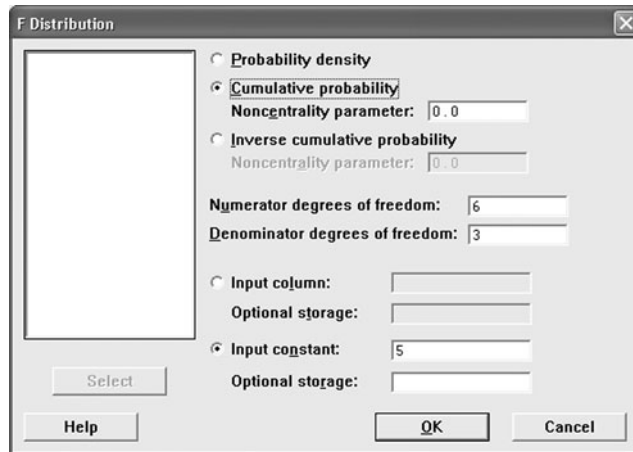 F Distribution
Probability density
Cumulative probability
Noncentrality parameter: 0.0
Inverse cumulative probability
Noncentrality parameter: 0.0
Numerator degrees of freedom: 6
Denominator degrees of freedom: 3
Input column:
Optional storage:
Input constant: 5
Optional storage:
Select
Help
OK
Cancel